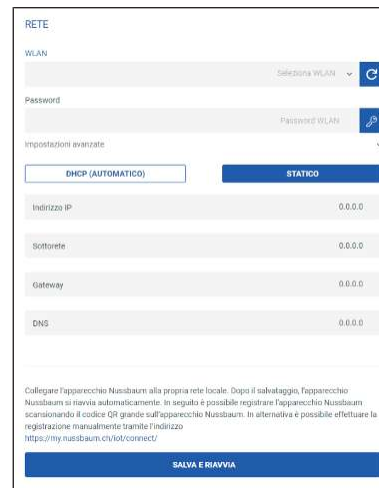 RETE
WLAN
Seleziona WLAN
Password
Password WLAN
Impostazioni avanzate
DHCP (AUTOMATICO) STATICO
Indirizzo IP 0.0.0.0
Sottorete 0.0.0.0
Gateway 0.0.0.0
DNS 0.0.0.0
Collegare l'apparecchio Nussbaum alla propria rete locale. Dopo il salvataggio, l'apparecchio
Nussbaum si riavvia automaticamente. In seguito è possibile registrare l'apparecchio Nussbaum
scansionando il codice QR grande sull'apparecchio Nussbaum. In alternativa è possibile effettuare la
registrazione manualmente tramite l'indirizzo
https://my.nussbaum.ch/iot/connect/
SALVA E RIAVVIA